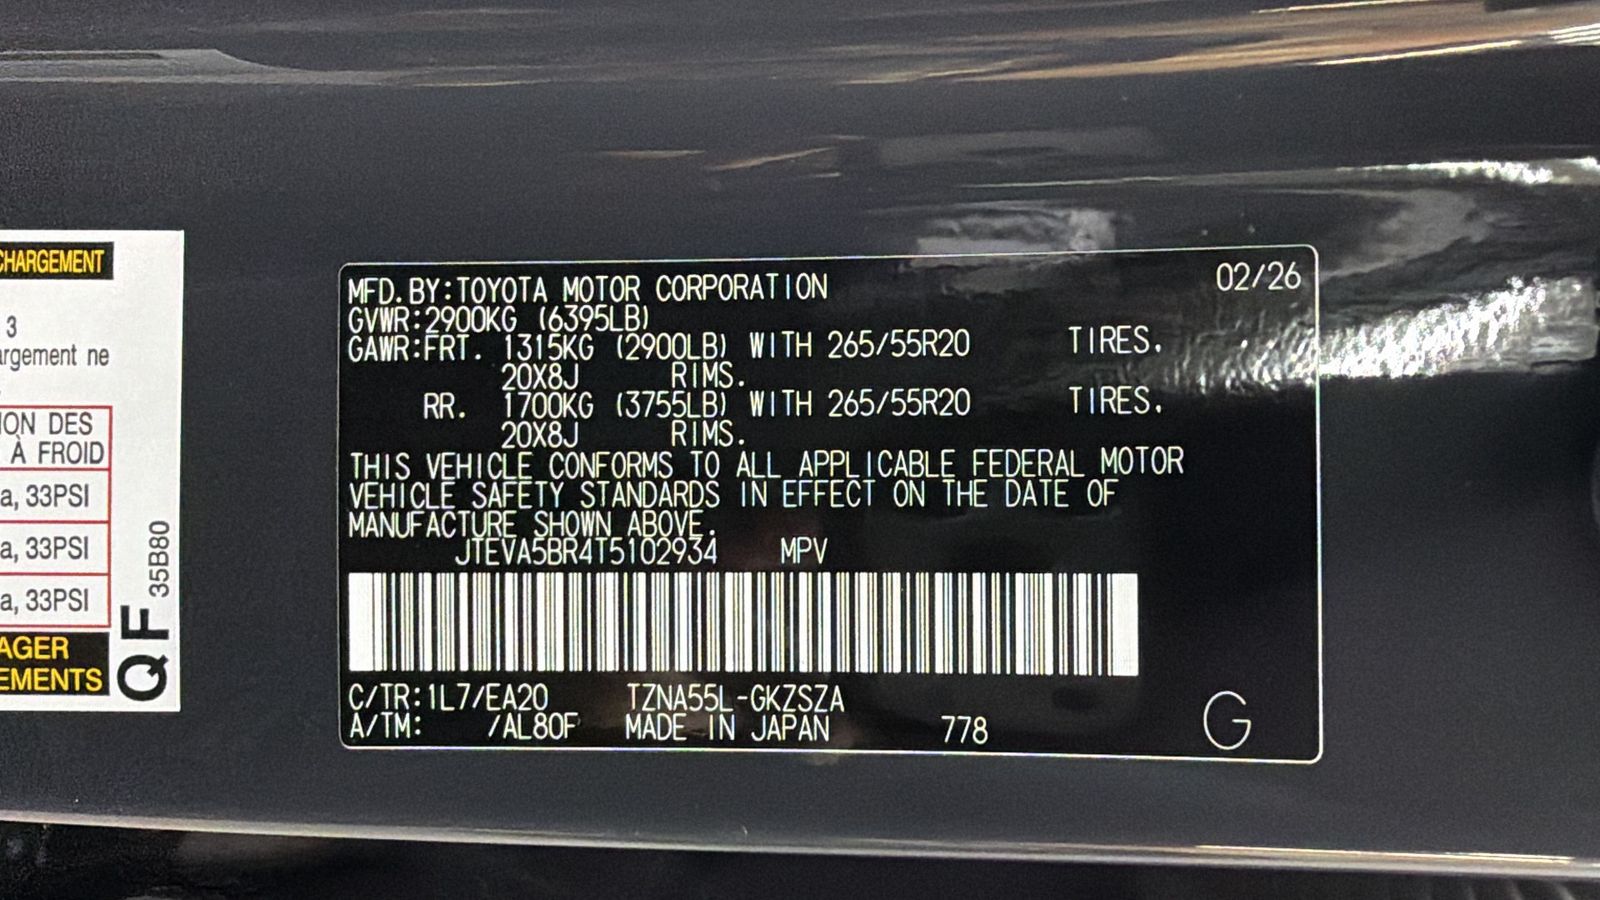 CHARGEMENT
3
argement ne
ION DES
À FROID
a, 33PSI
a, 33PSI
a, 33PSI
AGER
EMENTS
QF 35B80
MFD. BY:TOYOTA MOTOR CORPORATION 02/26
GVWR:2900KG (6395LB)
GAWR:FRT. 1315KG (2900LB) WITH 265/55R20 TIRES.
20X8J RIMS.
RR. 1700KG (3755LB) WITH 265/55R20 TIRES.
20X8J RIMS.
THIS VEHICLE CONFORMS TO ALL APPLICABLE FEDERAL MOTOR
VEHICLE SAFETY STANDARDS IN EFFECT ON THE DATE OF
MANUFACTURE SHOWN ABOVE.
JTEVA5BR4T5102934 MPV
C/TR:1L7/EA20 TZNA55L-GKZSZA
A/TM: /AL80F MADE IN JAPAN 778 G